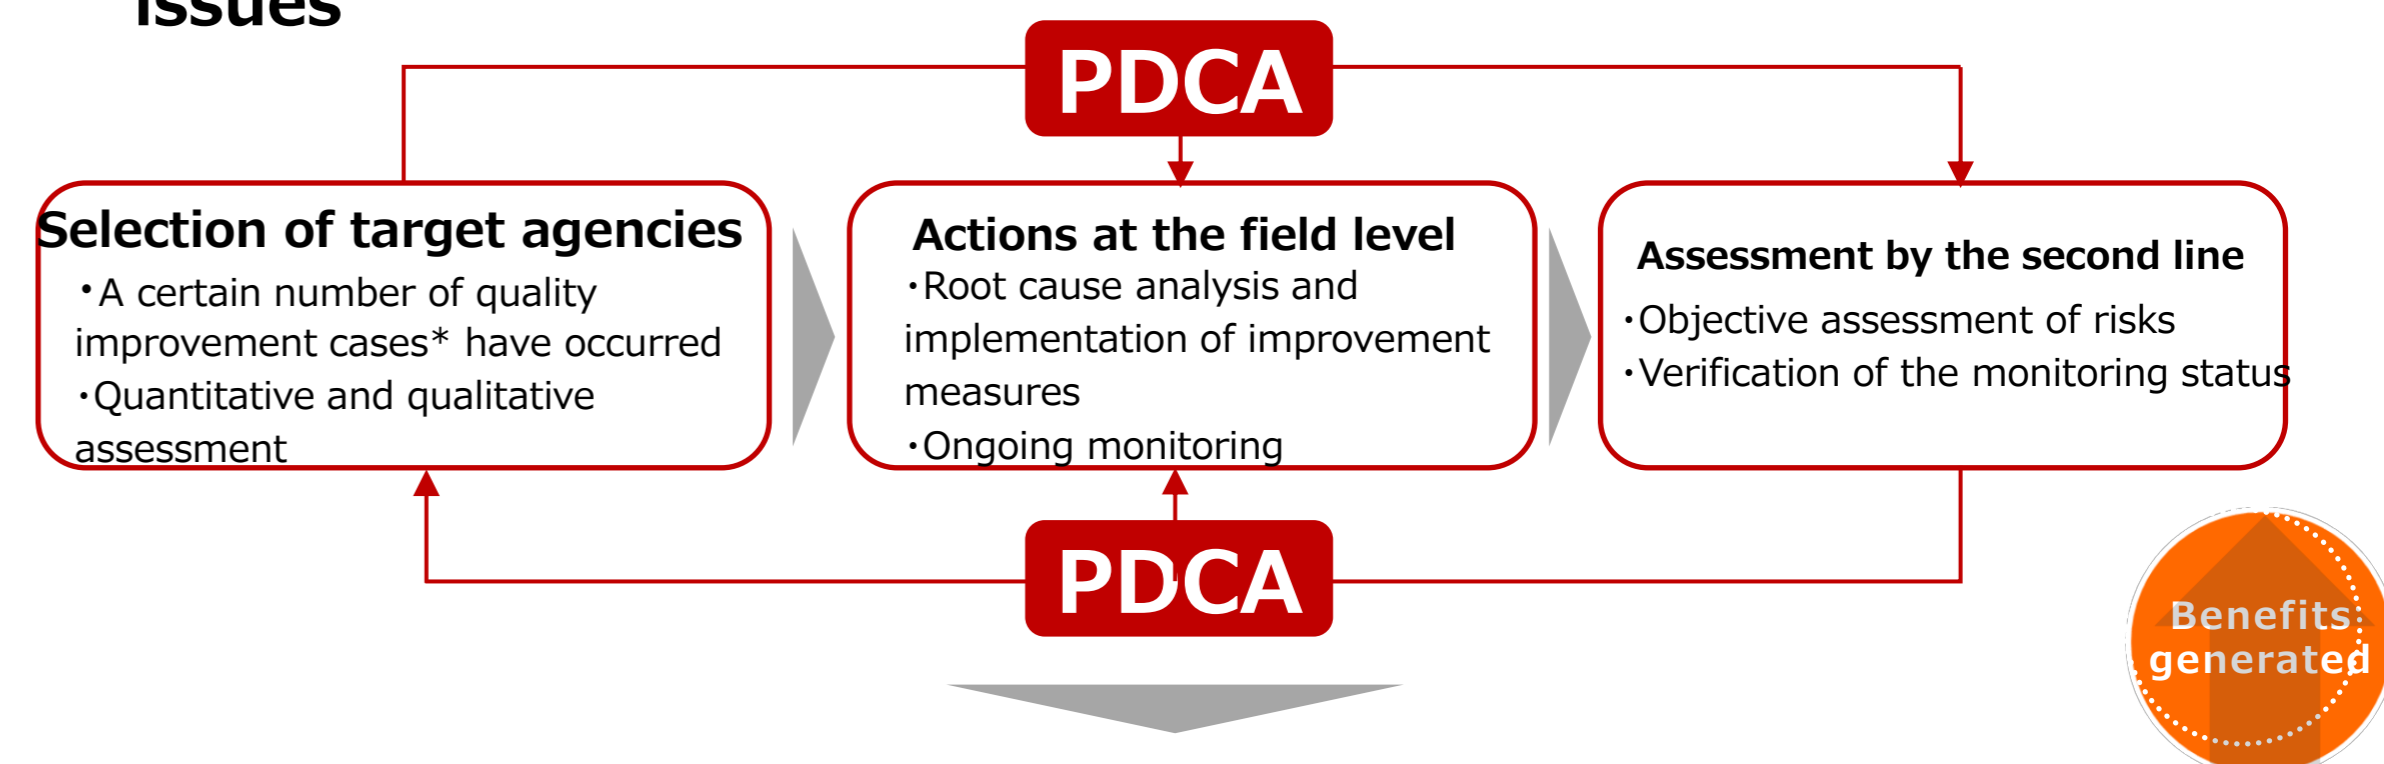 issues
PDCA
Selection of target agencies
・A certain number of quality
improvement cases* have occurred
・Quantitative and qualitative
assessment
Actions at the field level
・Root cause analysis and
implementation of improvement
measures
・Ongoing monitoring
Assessment by the second line
・Objective assessment of risks
・Verification of the monitoring status
PDCA
Benefits
generated